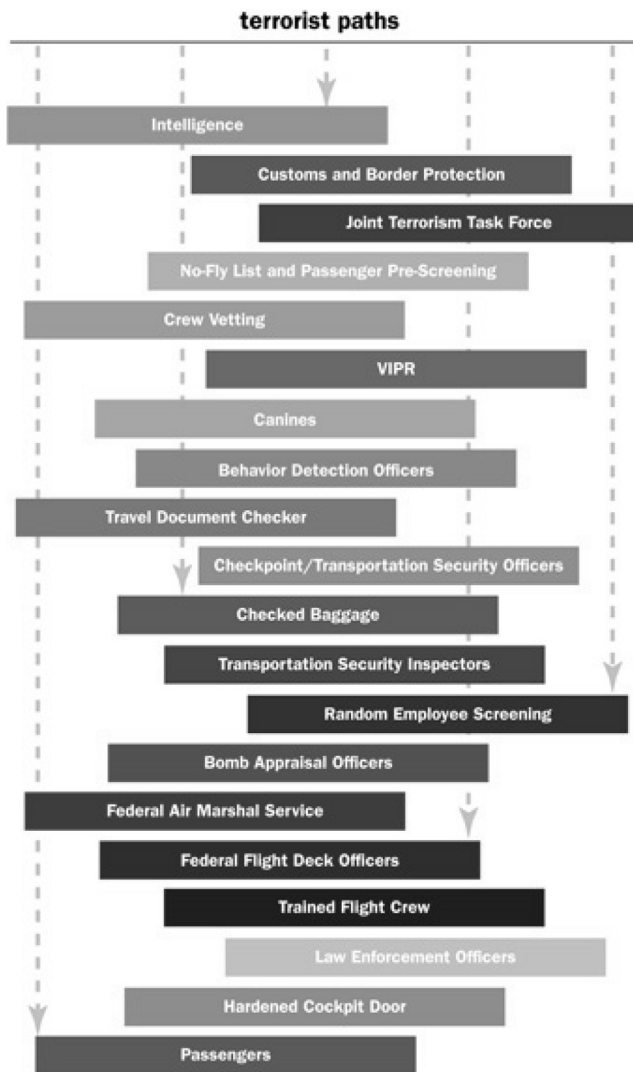 terrorist paths
Intelligence
Customs and Border Protection
Joint Terrorism Task Force
No-Fly List and Passenger Pre-Screening
Crew Vetting
VIPR
Canines
Behavior Detection Officers
Travel Document Checker
Checkpoint/Transportation Security Officers
Checked Baggage
Transportation Security Inspectors
Random Employee Screening
Bomb Appraisal Officers
Federal Air Marshal Service
Federal Flight Deck Officers
Trained Flight Crew
Law Enforcement Officers
Hardened Cockpit Door
Passengers